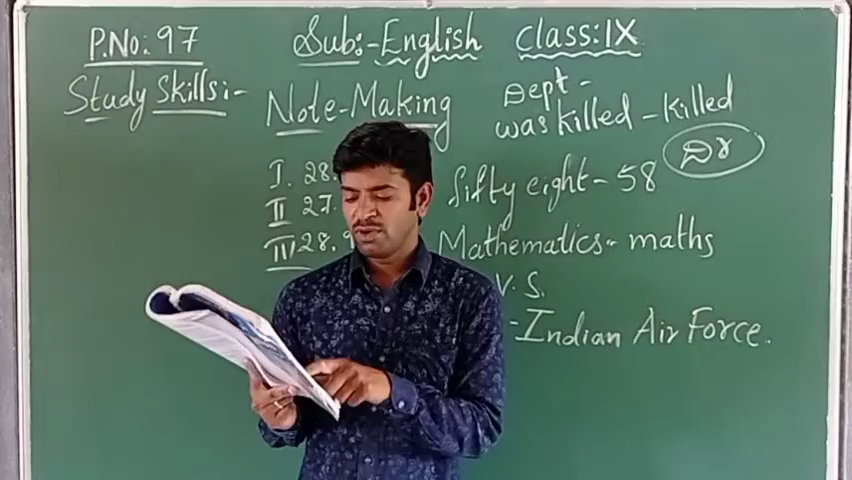 P.No: 97 Sub:- English class: IX
Study Skills:- Note-Making
Dept -
was killed - killed
I. 28.
II 27.
III 28. 9
fifty eight - 58
Mathematics - maths
V. S.
- Indian Air Force.